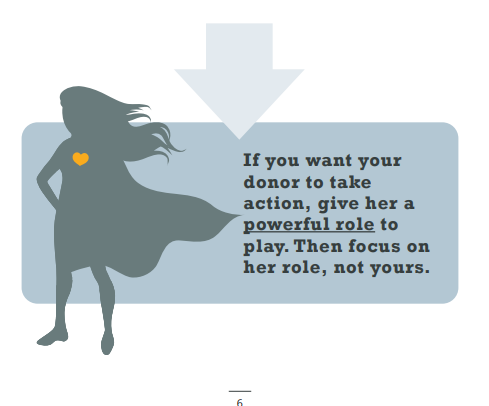 If you want your
donor to take
action, give her a
powerful role to
play. Then focus on
her role, not yours.
6